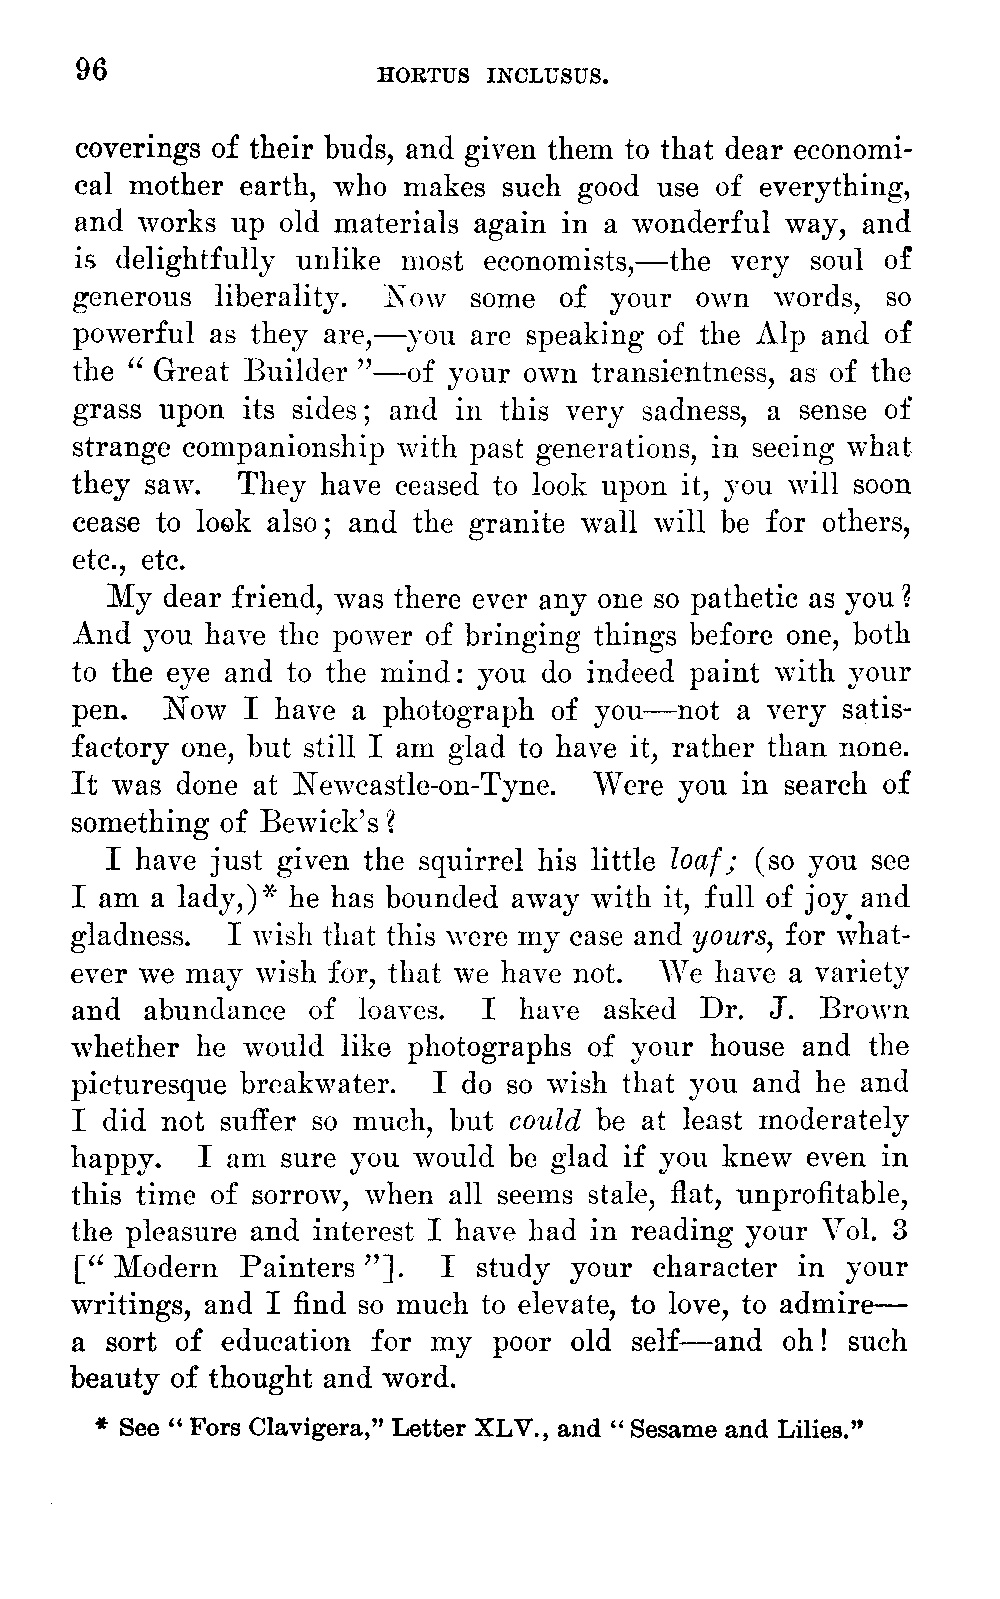 96 HORTUS INCLUSUS.
coverings of their buds, and given them to that dear economi-
cal mother earth, who makes such good use of everything,
and works up old materials again in a wonderful way, and
is delightfully unlike most economists,—the very soul of
generous liberality. Now some of your own words, so
powerful as they are,—you are speaking of the Alp and of
the “ Great Builder ”—of your own transientness, as of the
grass upon its sides; and in this very sadness, a sense of
strange companionship with past generations, in seeing what
they saw. They have ceased to look upon it, you will soon
cease to look also; and the granite wall will be for others,
etc., etc.
My dear friend, was there ever any one so pathetic as you?
And you have the power of bringing things before one, both
to the eye and to the mind: you do indeed paint with your
pen. Now I have a photograph of you—not a very satis-
factory one, but still I am glad to have it, rather than none.
It was done at Newcastle-on-Tyne. Were you in search of
something of Bewick’s?
I have just given the squirrel his little loaf; (so you see
I am a lady,)* he has bounded away with it, full of joy and
gladness. I wish that this were my case and yours, for what-
ever we may wish for, that we have not. We have a variety
and abundance of loaves. I have asked Dr. J. Brown
whether he would like photographs of your house and the
picturesque breakwater. I do so wish that you and he and
I did not suffer so much, but could be at least moderately
happy. I am sure you would be glad if you knew even in
this time of sorrow, when all seems stale, flat, unprofitable,
the pleasure and interest I have had in reading your Vol. 3
[“ Modern Painters ”]. I study your character in your
writings, and I find so much to elevate, to love, to admire—
a sort of education for my poor old self—and oh! such
beauty of thought and word.
* See “ Fors Clavigera,” Letter XLV., and “ Sesame and Lilies.”